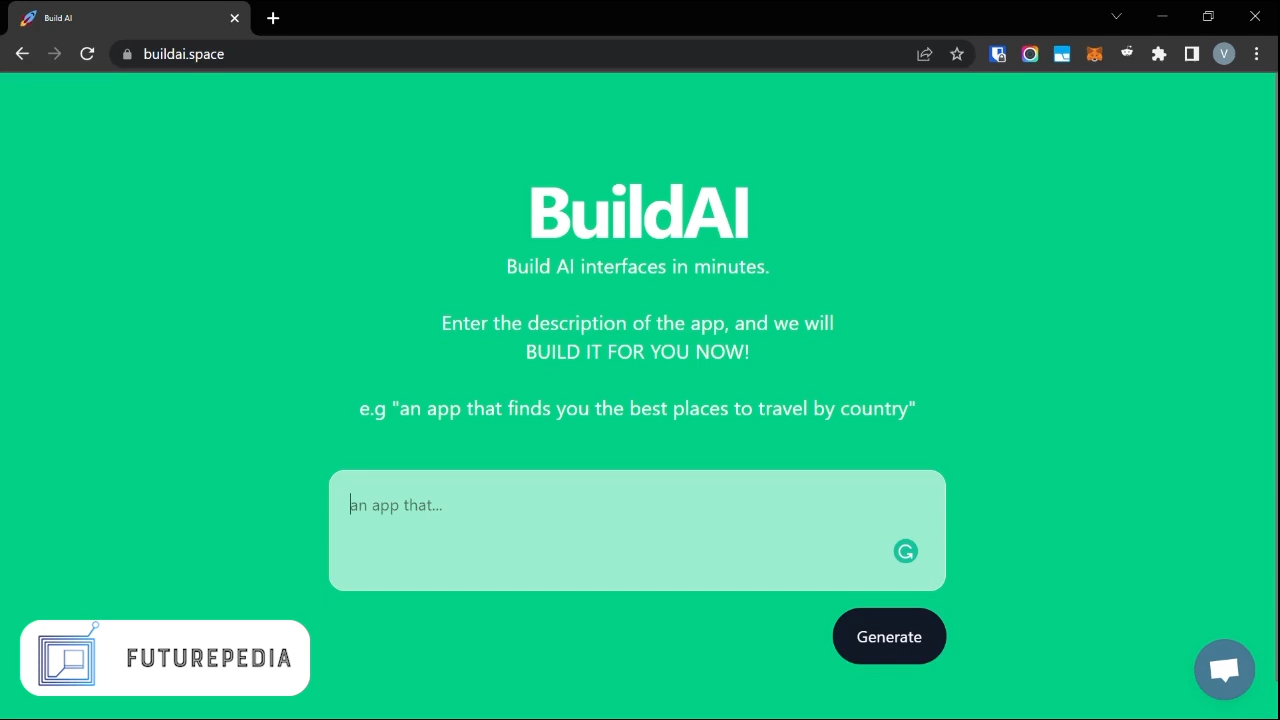 Build AI
buildai.space
V
BuildAI
Build AI interfaces in minutes.
Enter the description of the app, and we will
BUILD IT FOR YOU NOW!
e.g "an app that finds you the best places to travel by country"
an app that...
Generate
FUTUREPEDIA